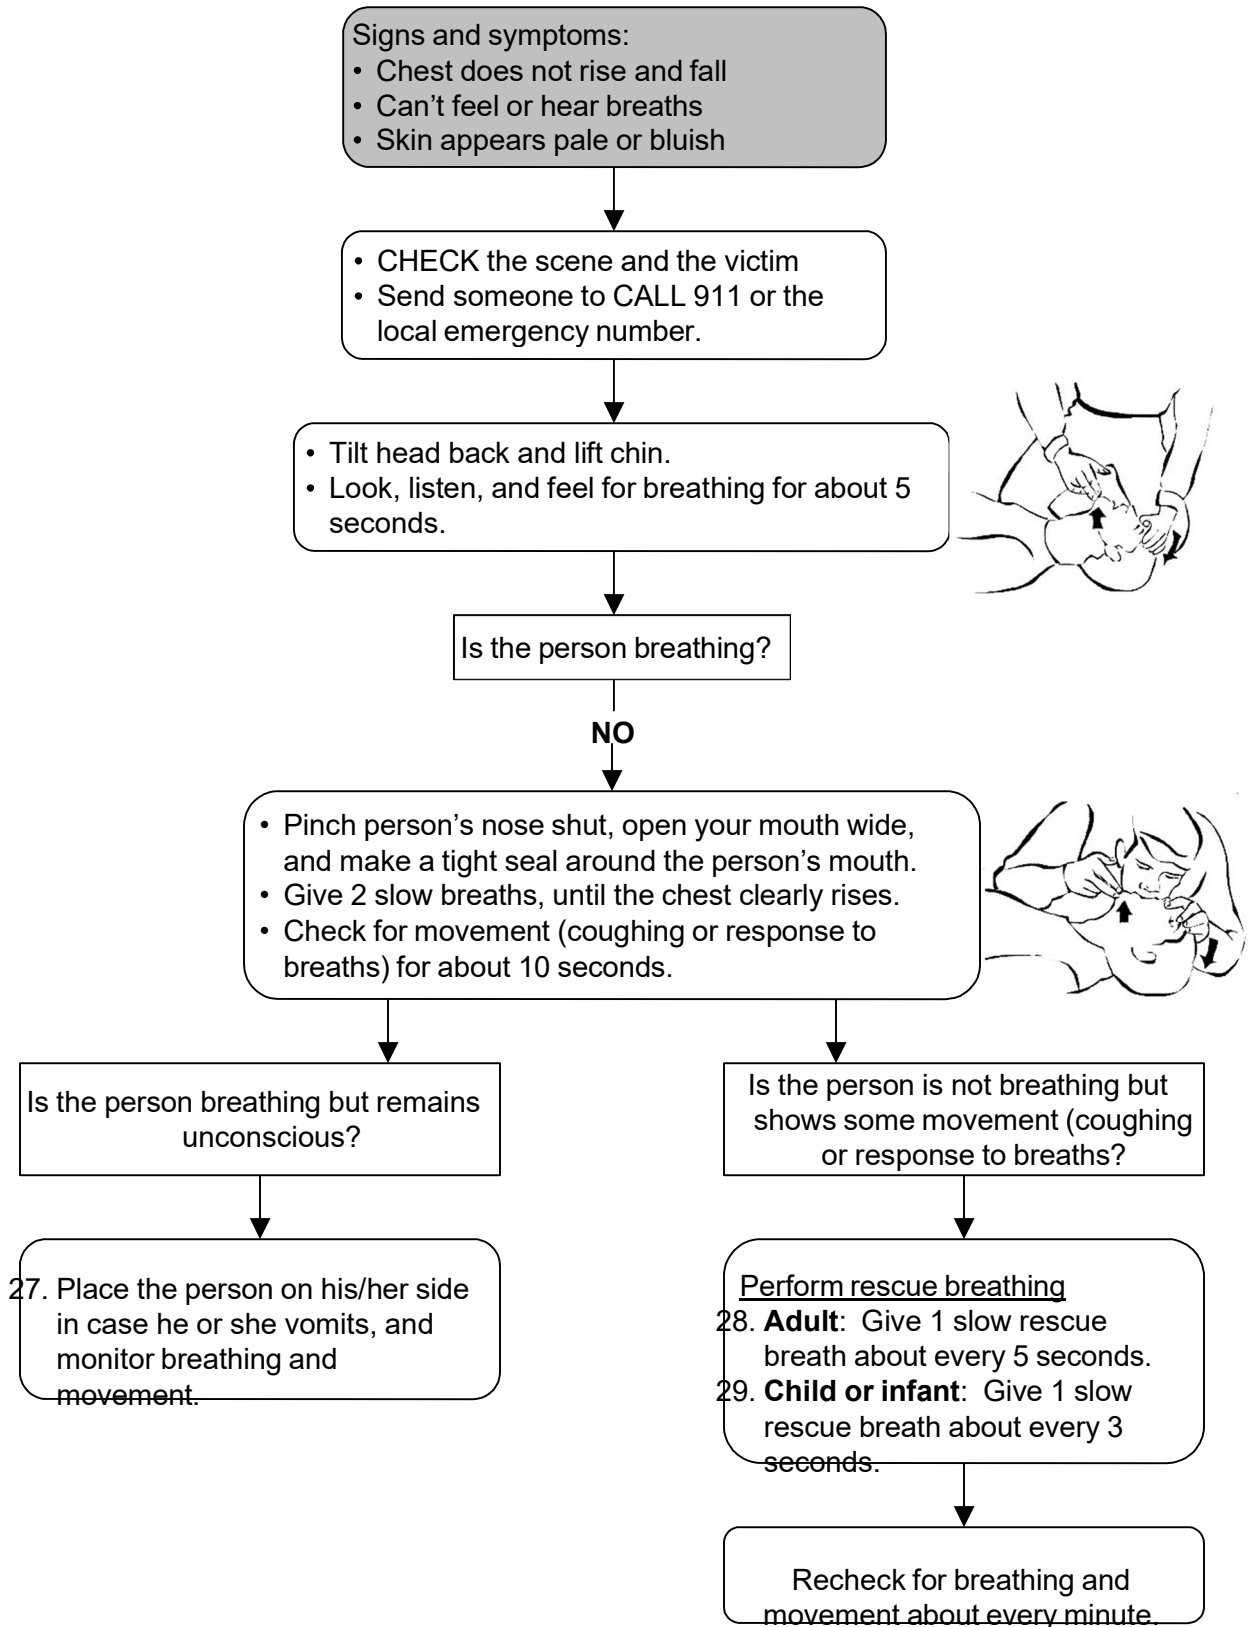 Signs and symptoms:
• Chest does not rise and fall
• Can’t feel or hear breaths
• Skin appears pale or bluish
• CHECK the scene and the victim
• Send someone to CALL 911 or the
local emergency number.
• Tilt head back and lift chin.
• Look, listen, and feel for breathing for about 5
seconds.
Is the person breathing?
NO
• Pinch person’s nose shut, open your mouth wide,
and make a tight seal around the person’s mouth.
• Give 2 slow breaths, until the chest clearly rises.
• Check for movement (coughing or response to
breaths) for about 10 seconds.
Is the person breathing but remains
unconscious?
Is the person is not breathing but
shows some movement (coughing
or response to breaths?
27. Place the person on his/her side
in case he or she vomits, and
monitor breathing and
movement.
Perform rescue breathing
28. Adult: Give 1 slow rescue
breath about every 5 seconds.
29. Child or infant: Give 1 slow
rescue breath about every 3
seconds.
Recheck for breathing and
movement about every minute.